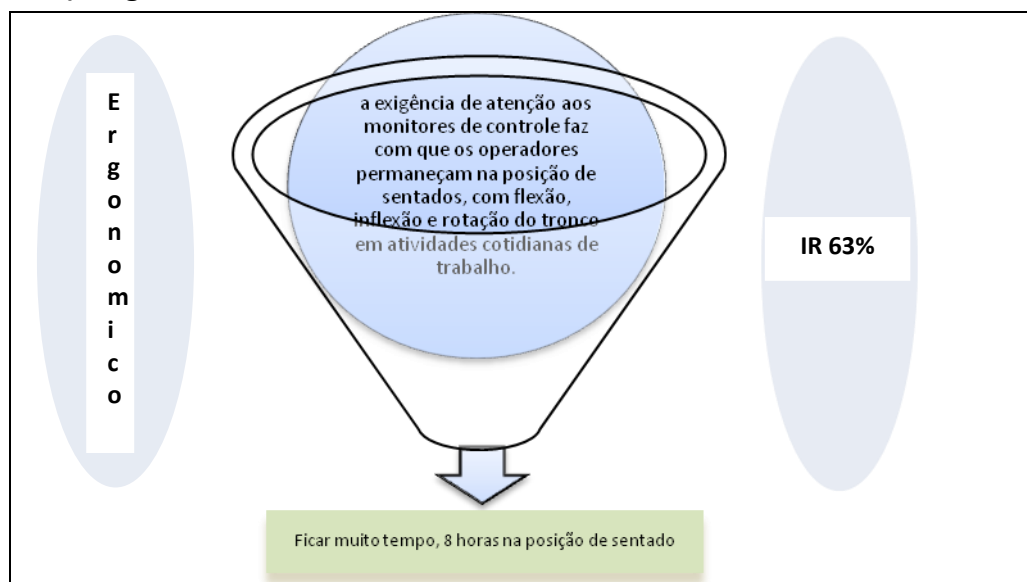 Ergonomico
a exigência de atenção aos
monitores de controle faz
com que os operadores
permaneçam na posição de
sentados, com flexão,
inflexão e rotação do tronco
em atividades cotidianas de
trabalho.
IR 63%
Ficar muito tempo, 8 horas na posição de sentado